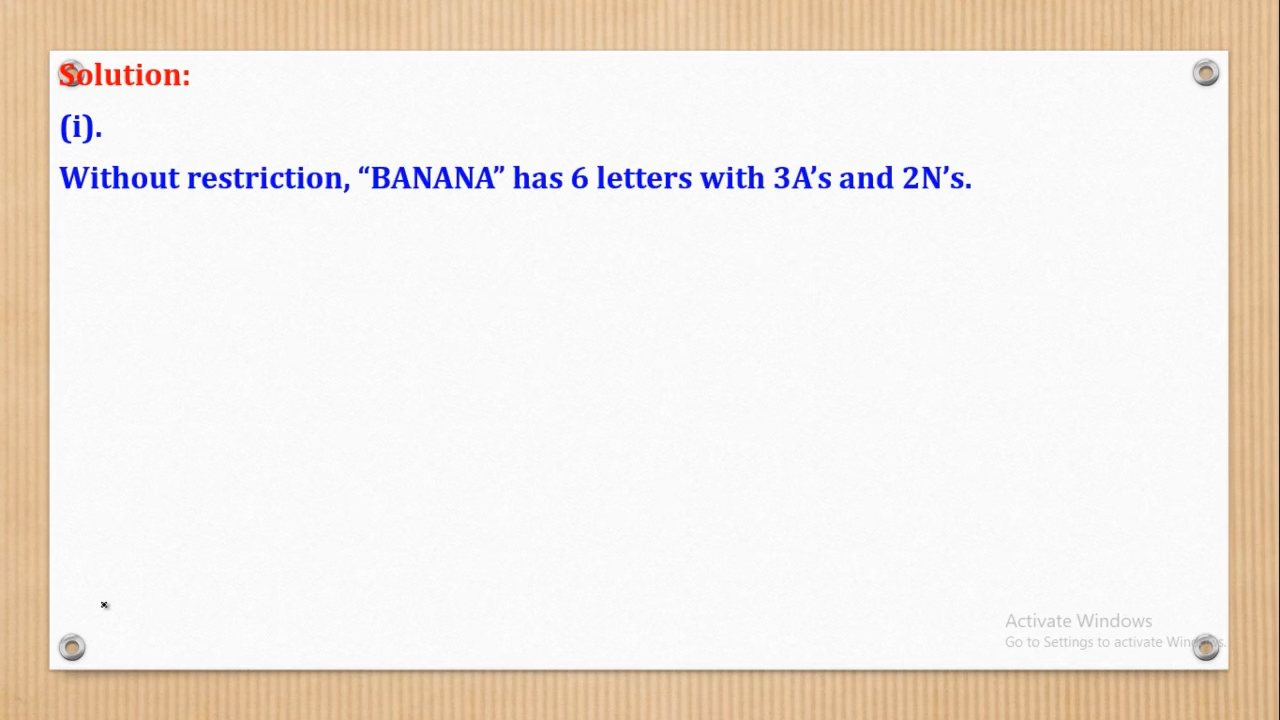 Solution:
(i).
Without restriction, “BANANA” has 6 letters with 3A’s and 2N’s.
Activate Windows
Go to Settings to activate Windows.